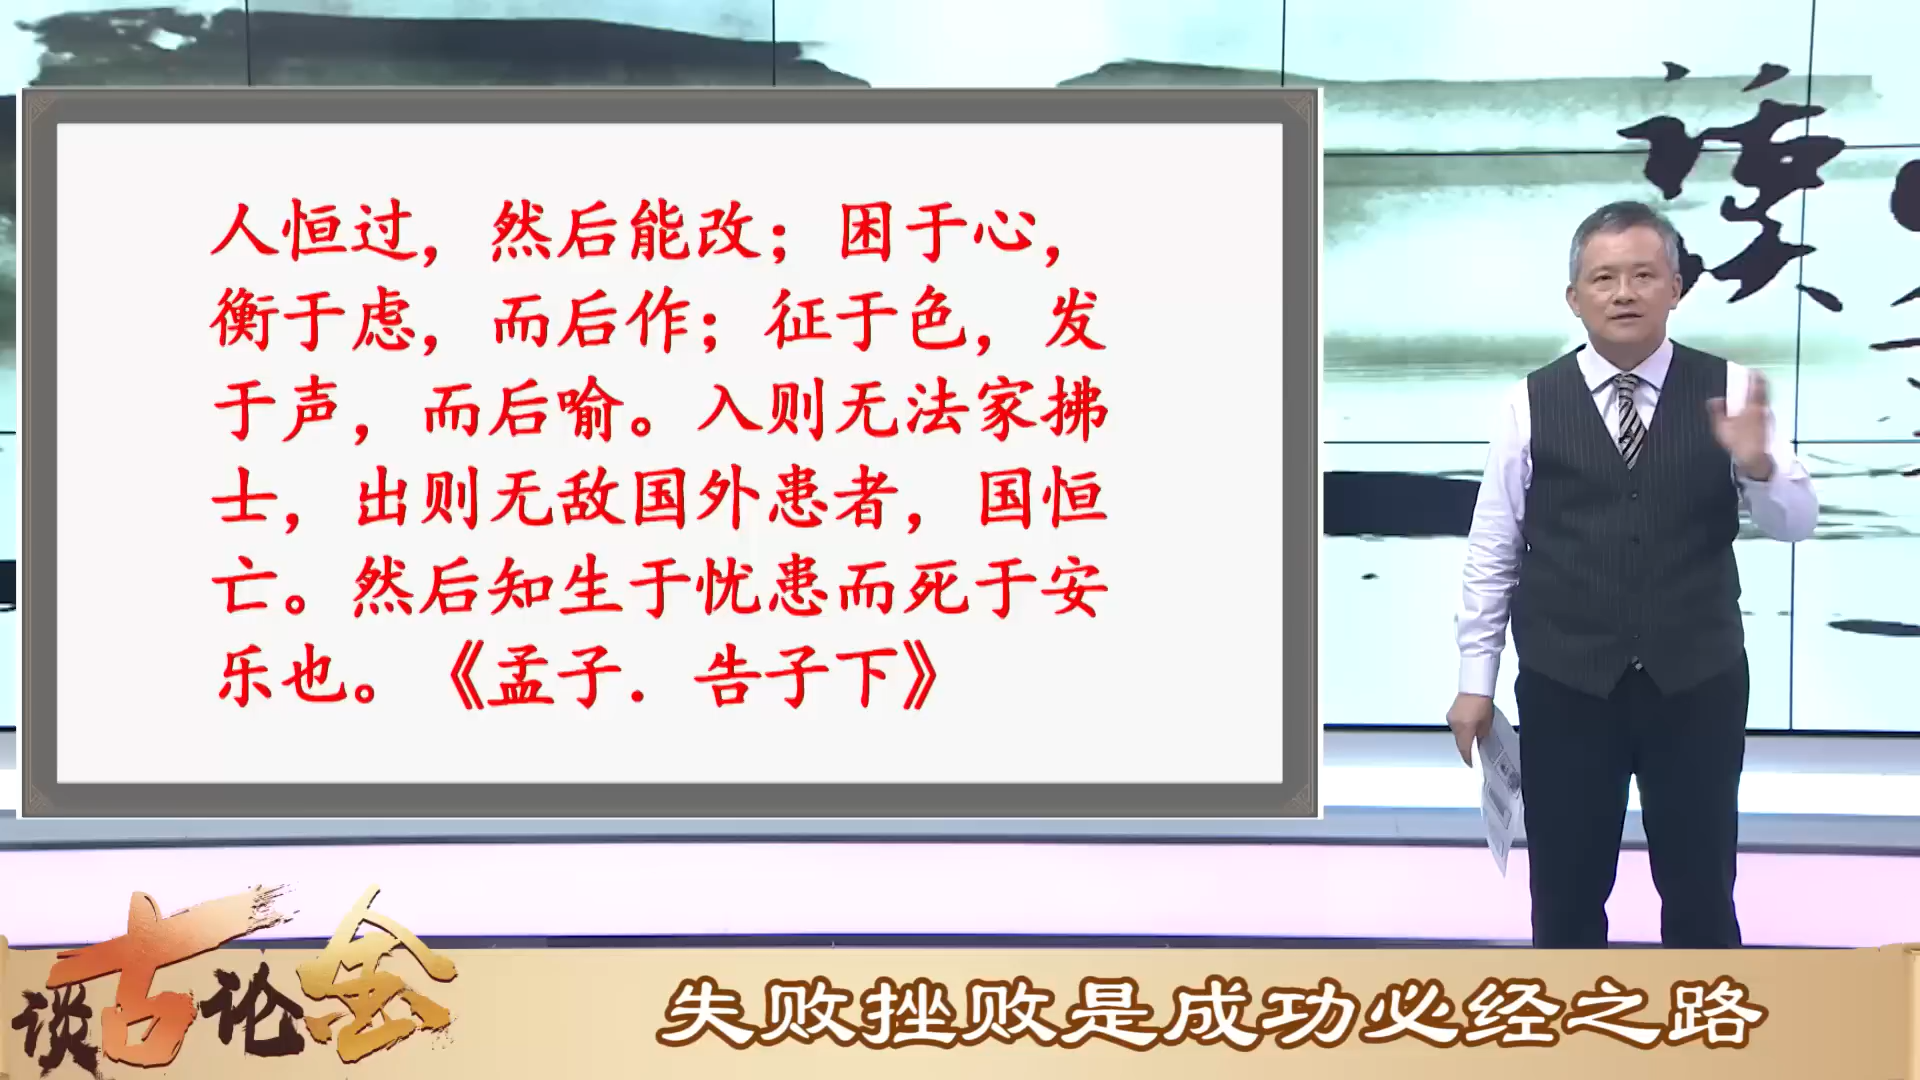 人恒过，然后能改；困于心，
衡于虑，而后作；征于色，发
于声，而后喻。入则无法家拂
士，出则无敌国外患者，国恒
亡。然后知生于忧患而死于安
乐也。《孟子．告子下》
读
谈古论金
失败挫败是成功必经之路